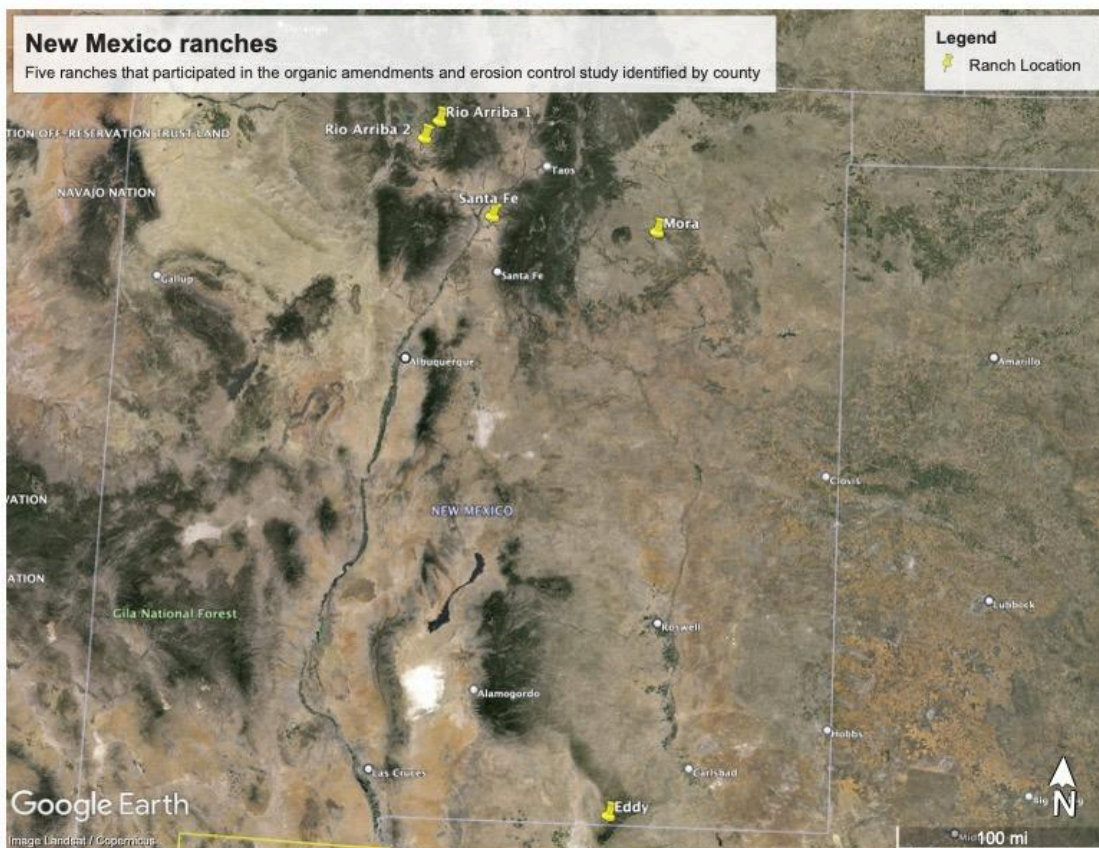 New Mexico ranches
Five ranches that participated in the organic amendments and erosion control study identified by county
Legend
Ranch Location
Rio Arriba 1
Rio Arriba 2
TION OFF-RESERVATION TRUST LAND
Taos
NAVAJO NATION
Santa Fe
Mora
Santa Fe
Gallup
Albuquerque
Amarillo
Clovis
VATION
NEW MEXICO
ATION
Gila National Forest
Lubbock
Roswell
Alamogordo
Hobbs
Las Cruces
Carlsbad
N
Google Earth
Eddy
Big
Image Landsat / Copernicus
100 mi